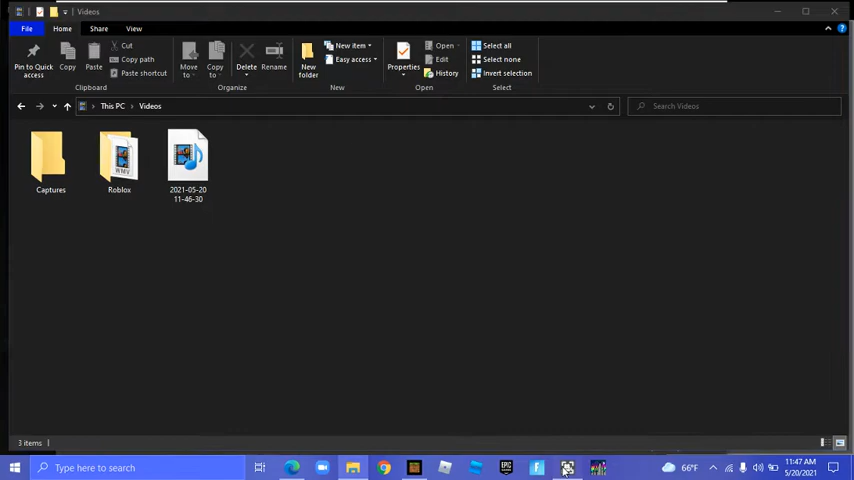 Videos
File Home Share View
Pin to Quick access
Copy
Paste
Cut
Copy path
Paste shortcut
Clipboard
Move to
Copy to
Delete
Rename
Organize
New folder
New item
Easy access
New
Properties
Open
Edit
History
Open
Select all
Select none
Invert selection
Select
This PC > Videos
Search Videos
Captures
Roblox
WMV
2021-05-20
11-46-30
3 items
Type here to search
EPIC
GAMES
66°F
11:47 AM
5/20/2021